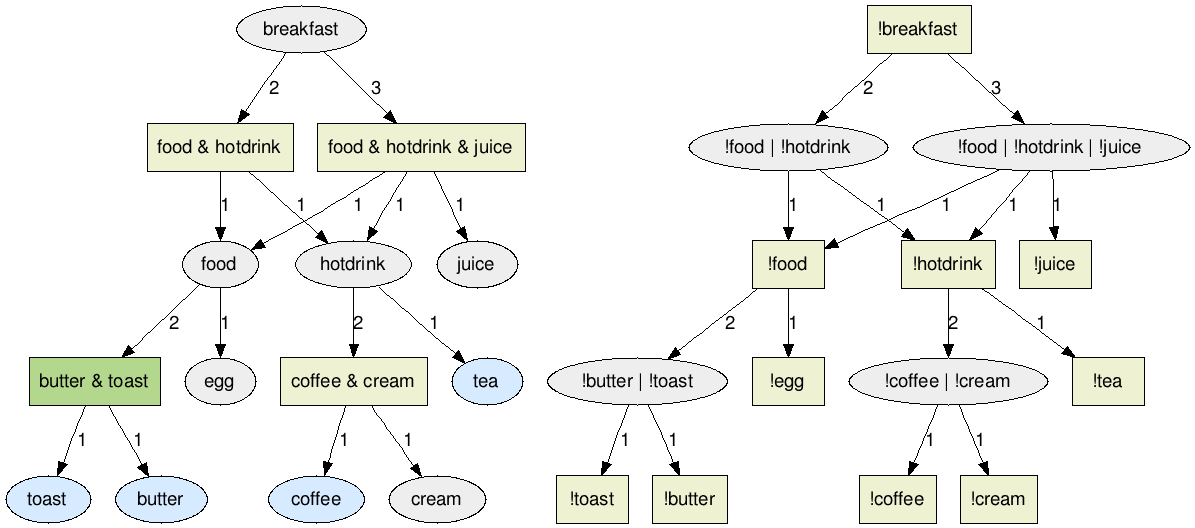 breakfast
!breakfast
2
3
2
3
food & hotdrink
food & hotdrink & juice
!food | !hotdrink
!food | !hotdrink | !juice
1
1
1
1
1
1
1
1
1
1
food
hotdrink
juice
!food
!hotdrink
!juice
2
1
2
1
2
1
2
1
butter & toast
egg
coffee & cream
tea
!butter | !toast
!egg
!coffee | !cream
!tea
1
1
1
1
1
1
1
1
toast
butter
coffee
cream
!toast
!butter
!coffee
!cream